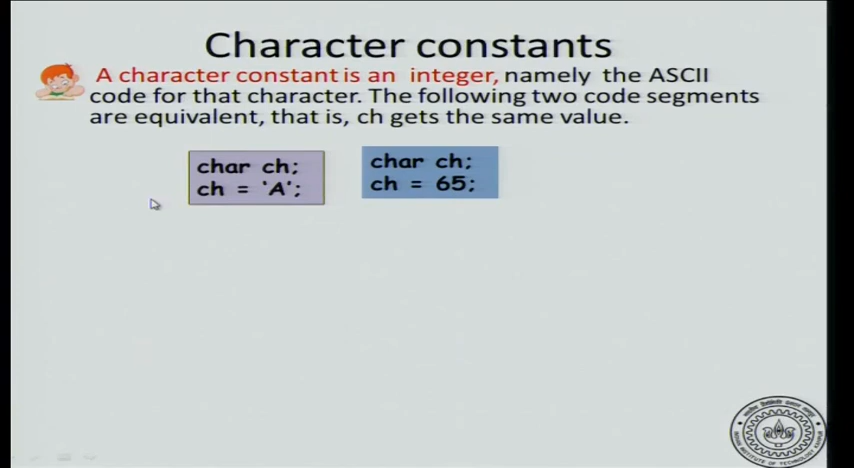 Character constants
A character constant is an integer, namely the ASCII
code for that character. The following two code segments
are equivalent, that is, ch gets the same value.
char ch;
ch = ‘A’;
char ch;
ch = 65;